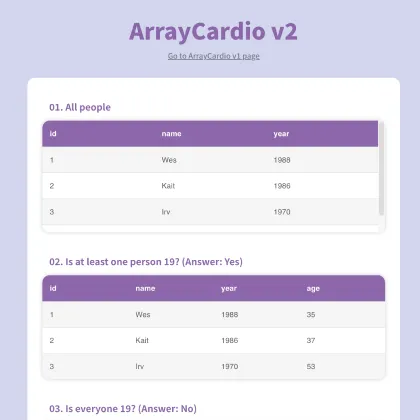 ArrayCardio v2
Go to ArrayCardio v1 page
01. All people
id name year
1 Wes 1988
2 Kait 1986
3 Irv 1970
02. Is at least one person 19? (Answer: Yes)
id name year age
1 Wes 1988 35
2 Kait 1986 37
3 Irv 1970 53
03. Is everyone 19? (Answer: No)